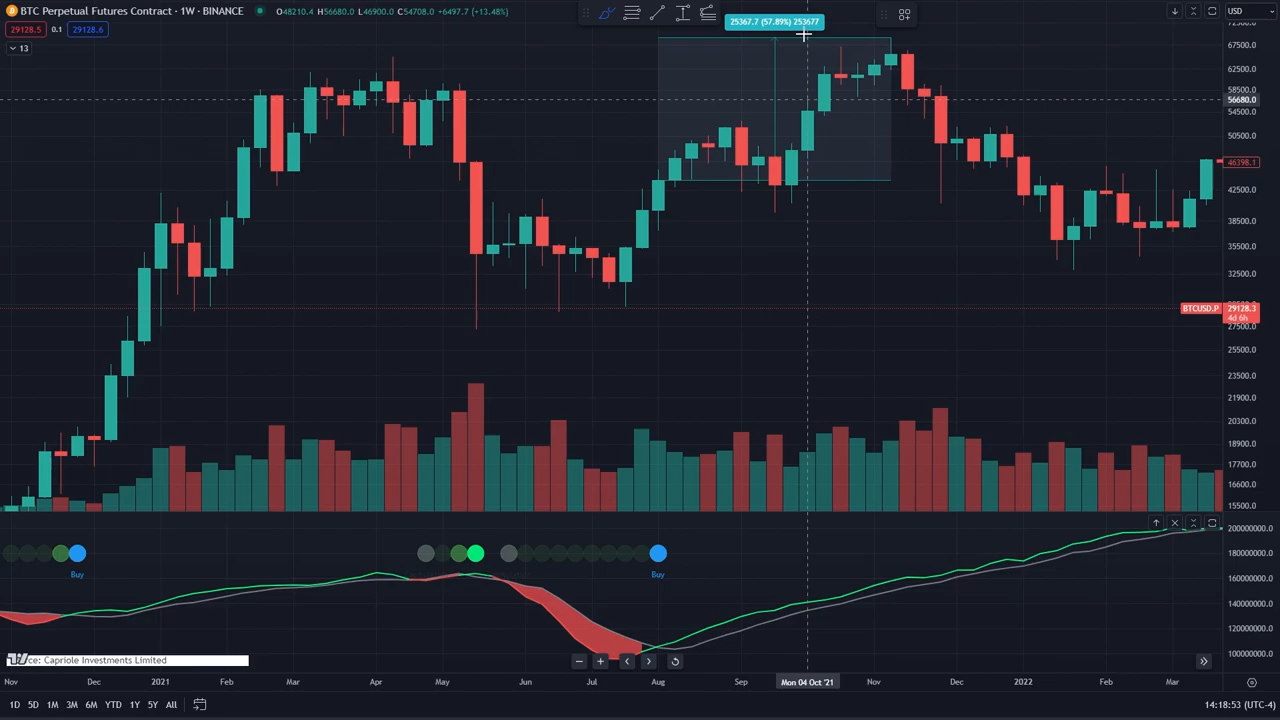 BTC Perpetual Futures Contract · 1W · BINANCE
O48210.4 H56680.0 L46900.0 C54708.0 +6497.7 (+13.48%)
USD
29128.5 0.1 29128.6
13
25367.7 (57.89%) 253677
67500.0
62500.0
58500.0
56680.0
54500.0
50500.0
46398.1
42500.0
38500.0
35500.0
32500.0
BTCUSD.P 29128.3
4d 6h
27500.0
25500.0
23500.0
21900.0
20300.0
18900.0
17700.0
16600.0
15500.0
200000000.0
180000000.0
160000000.0
140000000.0
120000000.0
100000000.0
Buy
Buy
ce: Capriole Investments Limited
Nov Dec 2021 Feb Mar Apr May Jun Jul Aug Sep Mon 04 Oct '21 Nov Dec 2022 Feb Mar
1D 5D 1M 3M 6M YTD 1Y 5Y All
14:18:53 (UTC-4)